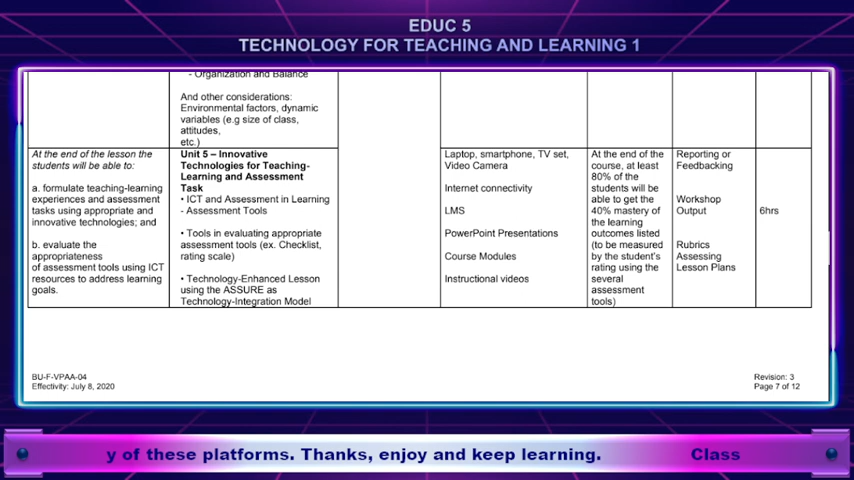 EDUC 5
TECHNOLOGY FOR TEACHING AND LEARNING 1
- Organization and Balance
And other considerations:
Environmental factors, dynamic
variables (e.g size of class,
attitudes,
etc.)
At the end of the lesson the
students will be able to:
a. formulate teaching-learning
experiences and assessment
tasks using appropriate and
innovative technologies; and
b. evaluate the
appropriateness
of assessment tools using ICT
resources to address learning
goals.
Unit 5 – Innovative
Technologies for Teaching-
Learning and Assessment
Task
• ICT and Assessment in Learning
- Assessment Tools
• Tools in evaluating appropriate
assessment tools (ex. Checklist,
rating scale)
• Technology-Enhanced Lesson
using the ASSURE as
Technology-Integration Model
Laptop, smartphone, TV set,
Video Camera
Internet connectivity
LMS
PowerPoint Presentations
Course Modules
Instructional videos
At the end of the
course, at least
80% of the
students will be
able to get the
40% mastery of
the learning
outcomes listed
(to be measured
by the student's
rating using the
several
assessment
tools)
Reporting or
Feedbacking
Workshop
Output
Rubrics
Assessing
Lesson Plans
6hrs
BU-F-VPAA-04
Effectivity: July 8, 2020
Revision: 3
Page 7 of 12
y of these platforms. Thanks, enjoy and keep learning. Class